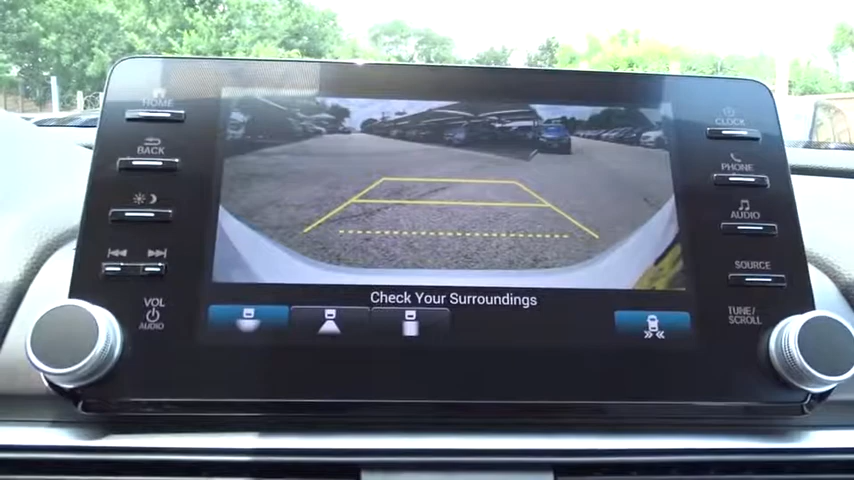 HOME
BACK
VOL
AUDIO
Check Your Surroundings
CLOCK
PHONE
AUDIO
SOURCE
TUNE/
SCROLL